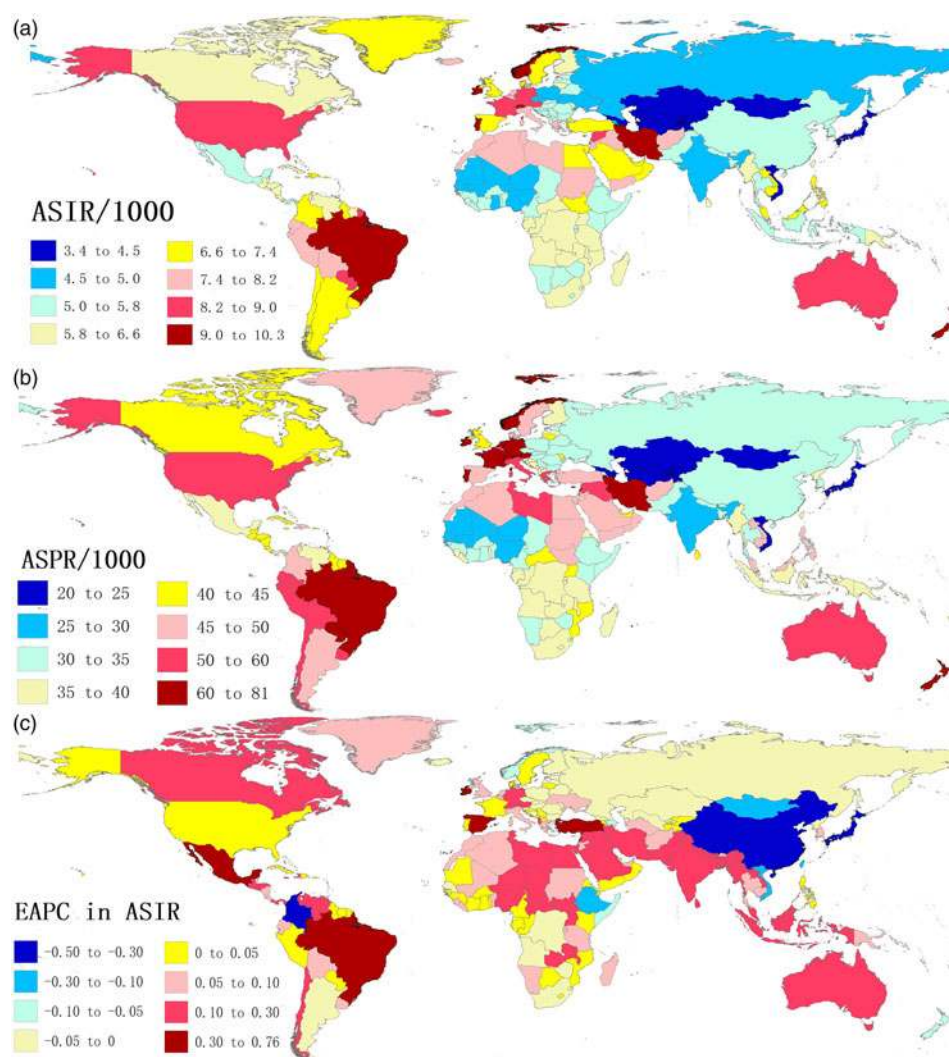 (a)
ASIR/1000
3.4 to 4.5 6.6 to 7.4
4.5 to 5.0 7.4 to 8.2
5.0 to 5.8 8.2 to 9.0
5.8 to 6.6 9.0 to 10.3
(b)
ASPR/1000
20 to 25 40 to 45
25 to 30 45 to 50
30 to 35 50 to 60
35 to 40 60 to 81
(c)
EAPC in ASIR
-0.50 to -0.30 0 to 0.05
-0.30 to -0.10 0.05 to 0.10
-0.10 to -0.05 0.10 to 0.30
-0.05 to 0 0.30 to 0.76